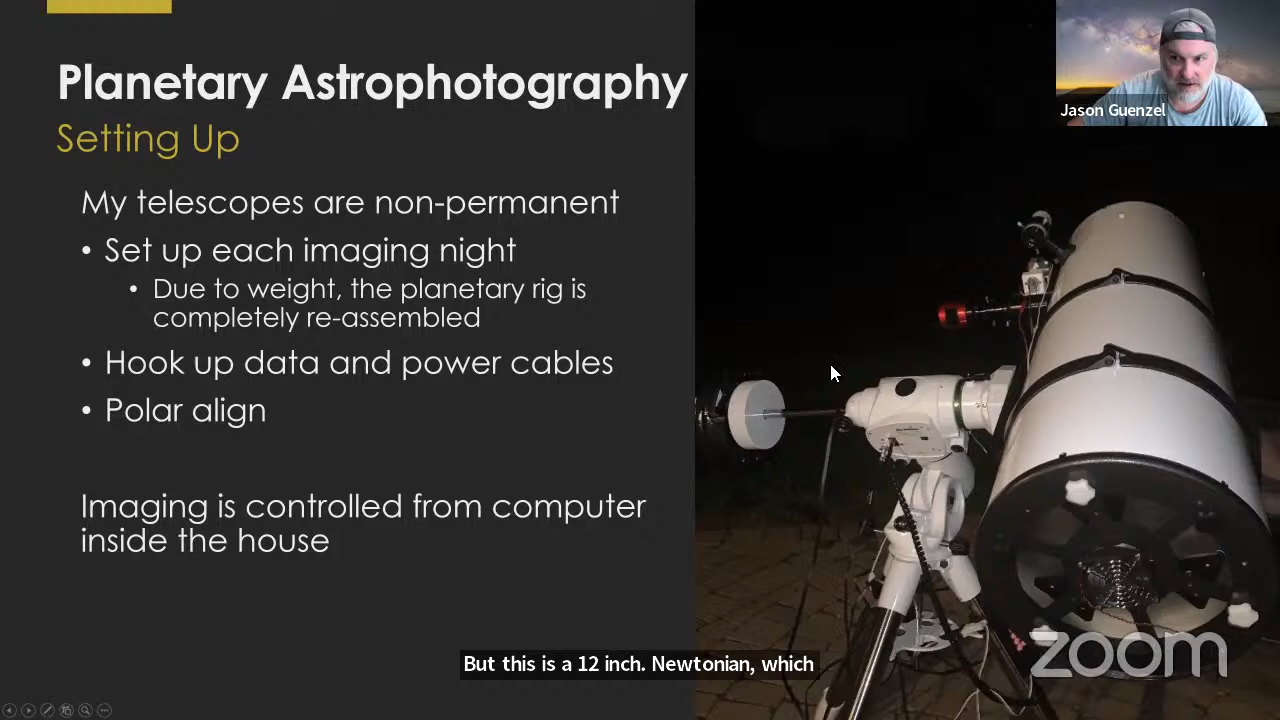 Planetary Astrophotography
Setting Up
My telescopes are non-permanent
• Set up each imaging night
• Due to weight, the planetary rig is
completely re-assembled
• Hook up data and power cables
• Polar align
Imaging is controlled from computer
inside the house
Jason Guenzel
zoom
But this is a 12 inch. Newtonian, which